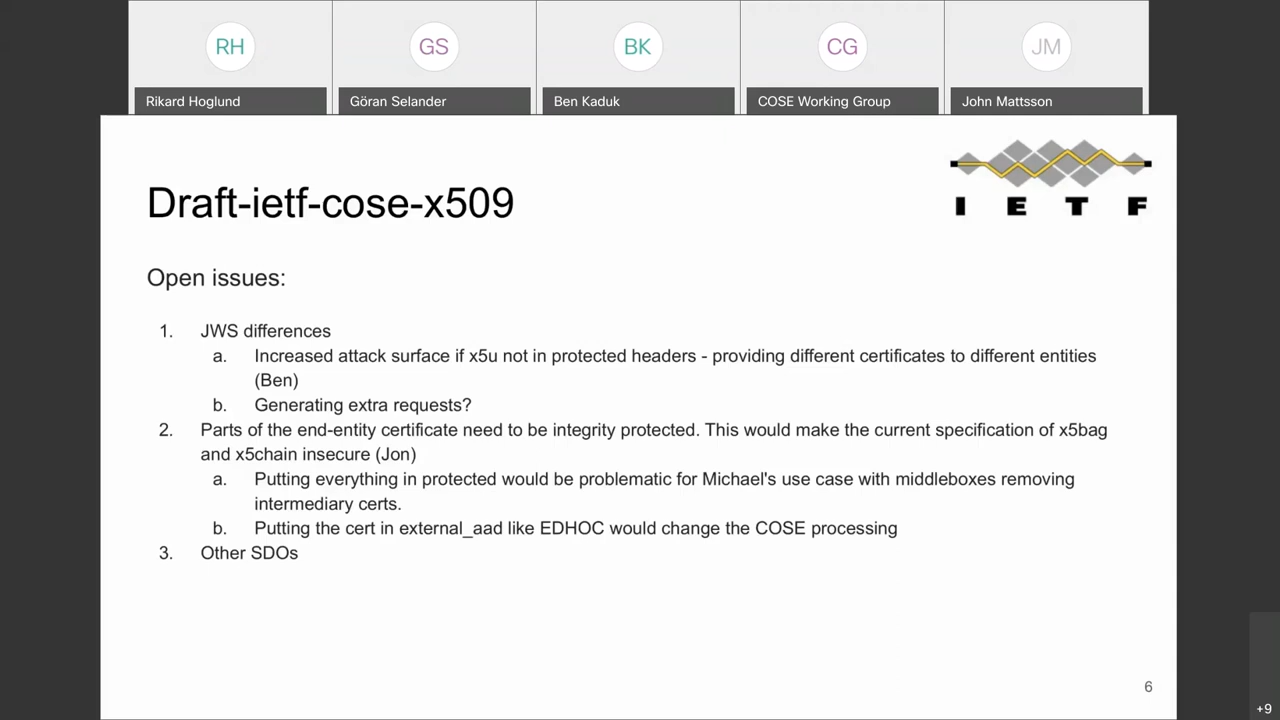 RH
GS
BK
CG
JM
Rikard Hoglund
Göran Selander
Ben Kaduk
COSE Working Group
John Mattsson
I E T F
Draft-ietf-cose-x509
Open issues:
1. JWS differences
a. Increased attack surface if x5u not in protected headers - providing different certificates to different entities
(Ben)
b. Generating extra requests?
2. Parts of the end-entity certificate need to be integrity protected. This would make the current specification of x5bag
and x5chain insecure (Jon)
a. Putting everything in protected would be problematic for Michael's use case with middleboxes removing
intermediary certs.
b. Putting the cert in external_aad like EDHOC would change the COSE processing
3. Other SDOs
6
+9